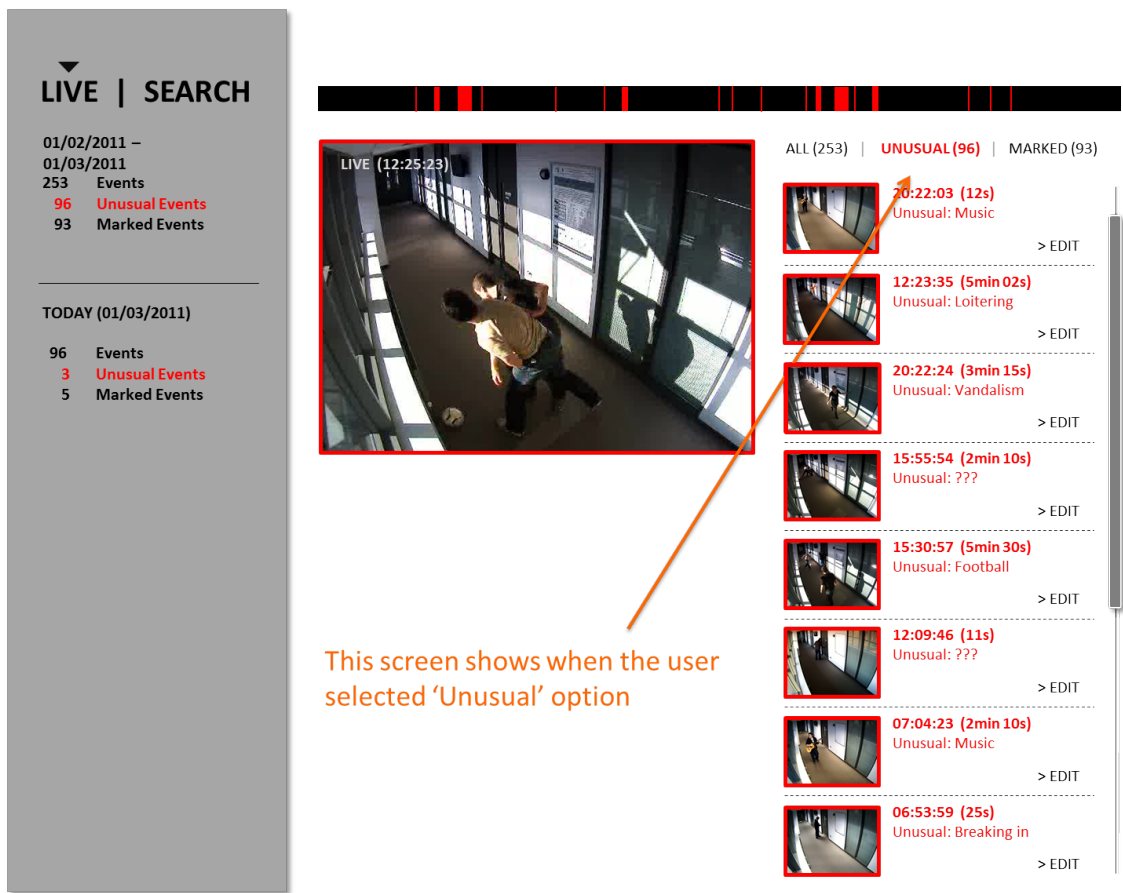 LIVE | SEARCH
01/02/2011 –
01/03/2011
253 Events
96 Unusual Events
93 Marked Events
TODAY (01/03/2011)
96 Events
3 Unusual Events
5 Marked Events
LIVE (12:25:23)
This screen shows when the user
selected ‘Unusual’ option
ALL (253) | UNUSUAL (96) | MARKED (93)
20:22:03 (12s)
Unusual: Music
> EDIT
12:23:35 (5min 02s)
Unusual: Loitering
> EDIT
20:22:24 (3min 15s)
Unusual: Vandalism
> EDIT
15:55:54 (2min 10s)
Unusual: ???
> EDIT
15:30:57 (5min 30s)
Unusual: Football
> EDIT
12:09:46 (11s)
Unusual: ???
> EDIT
07:04:23 (2min 10s)
Unusual: Music
> EDIT
06:53:59 (25s)
Unusual: Breaking in
> EDIT